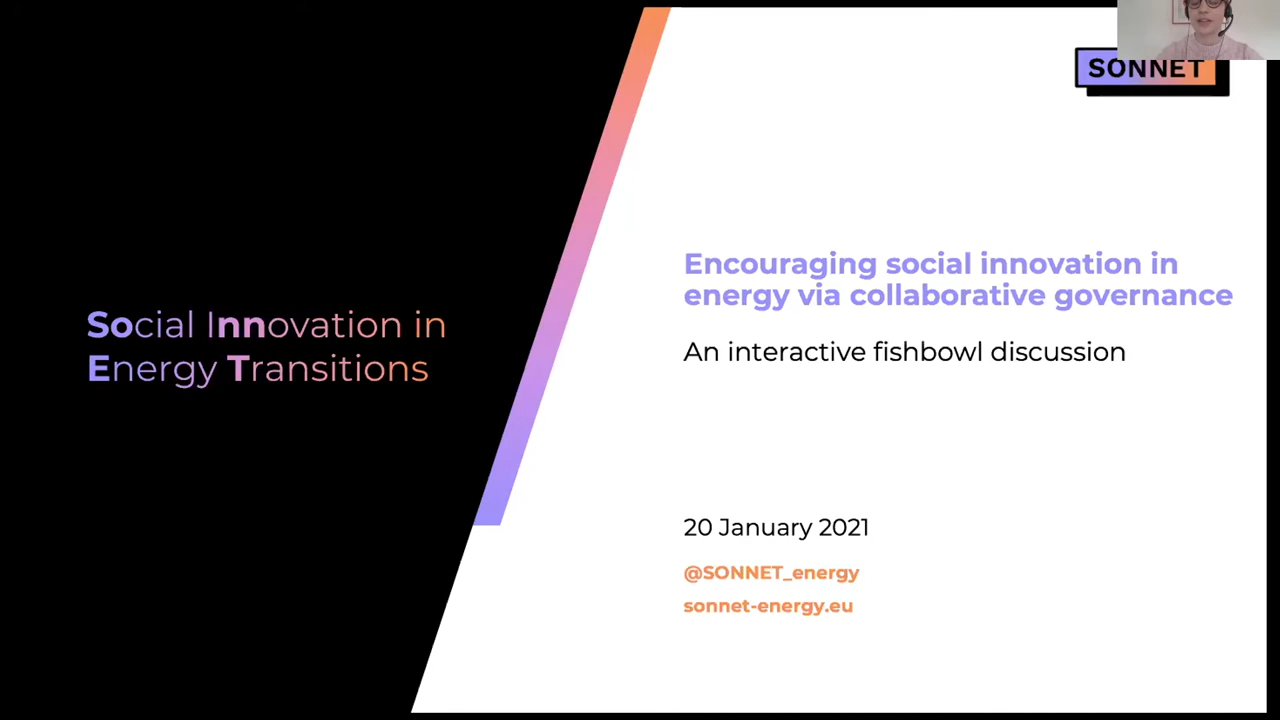 SONNET
Social Innovation in
Energy Transitions
Encouraging social innovation in
energy via collaborative governance
An interactive fishbowl discussion
20 January 2021
@SONNET_energy
sonnet-energy.eu